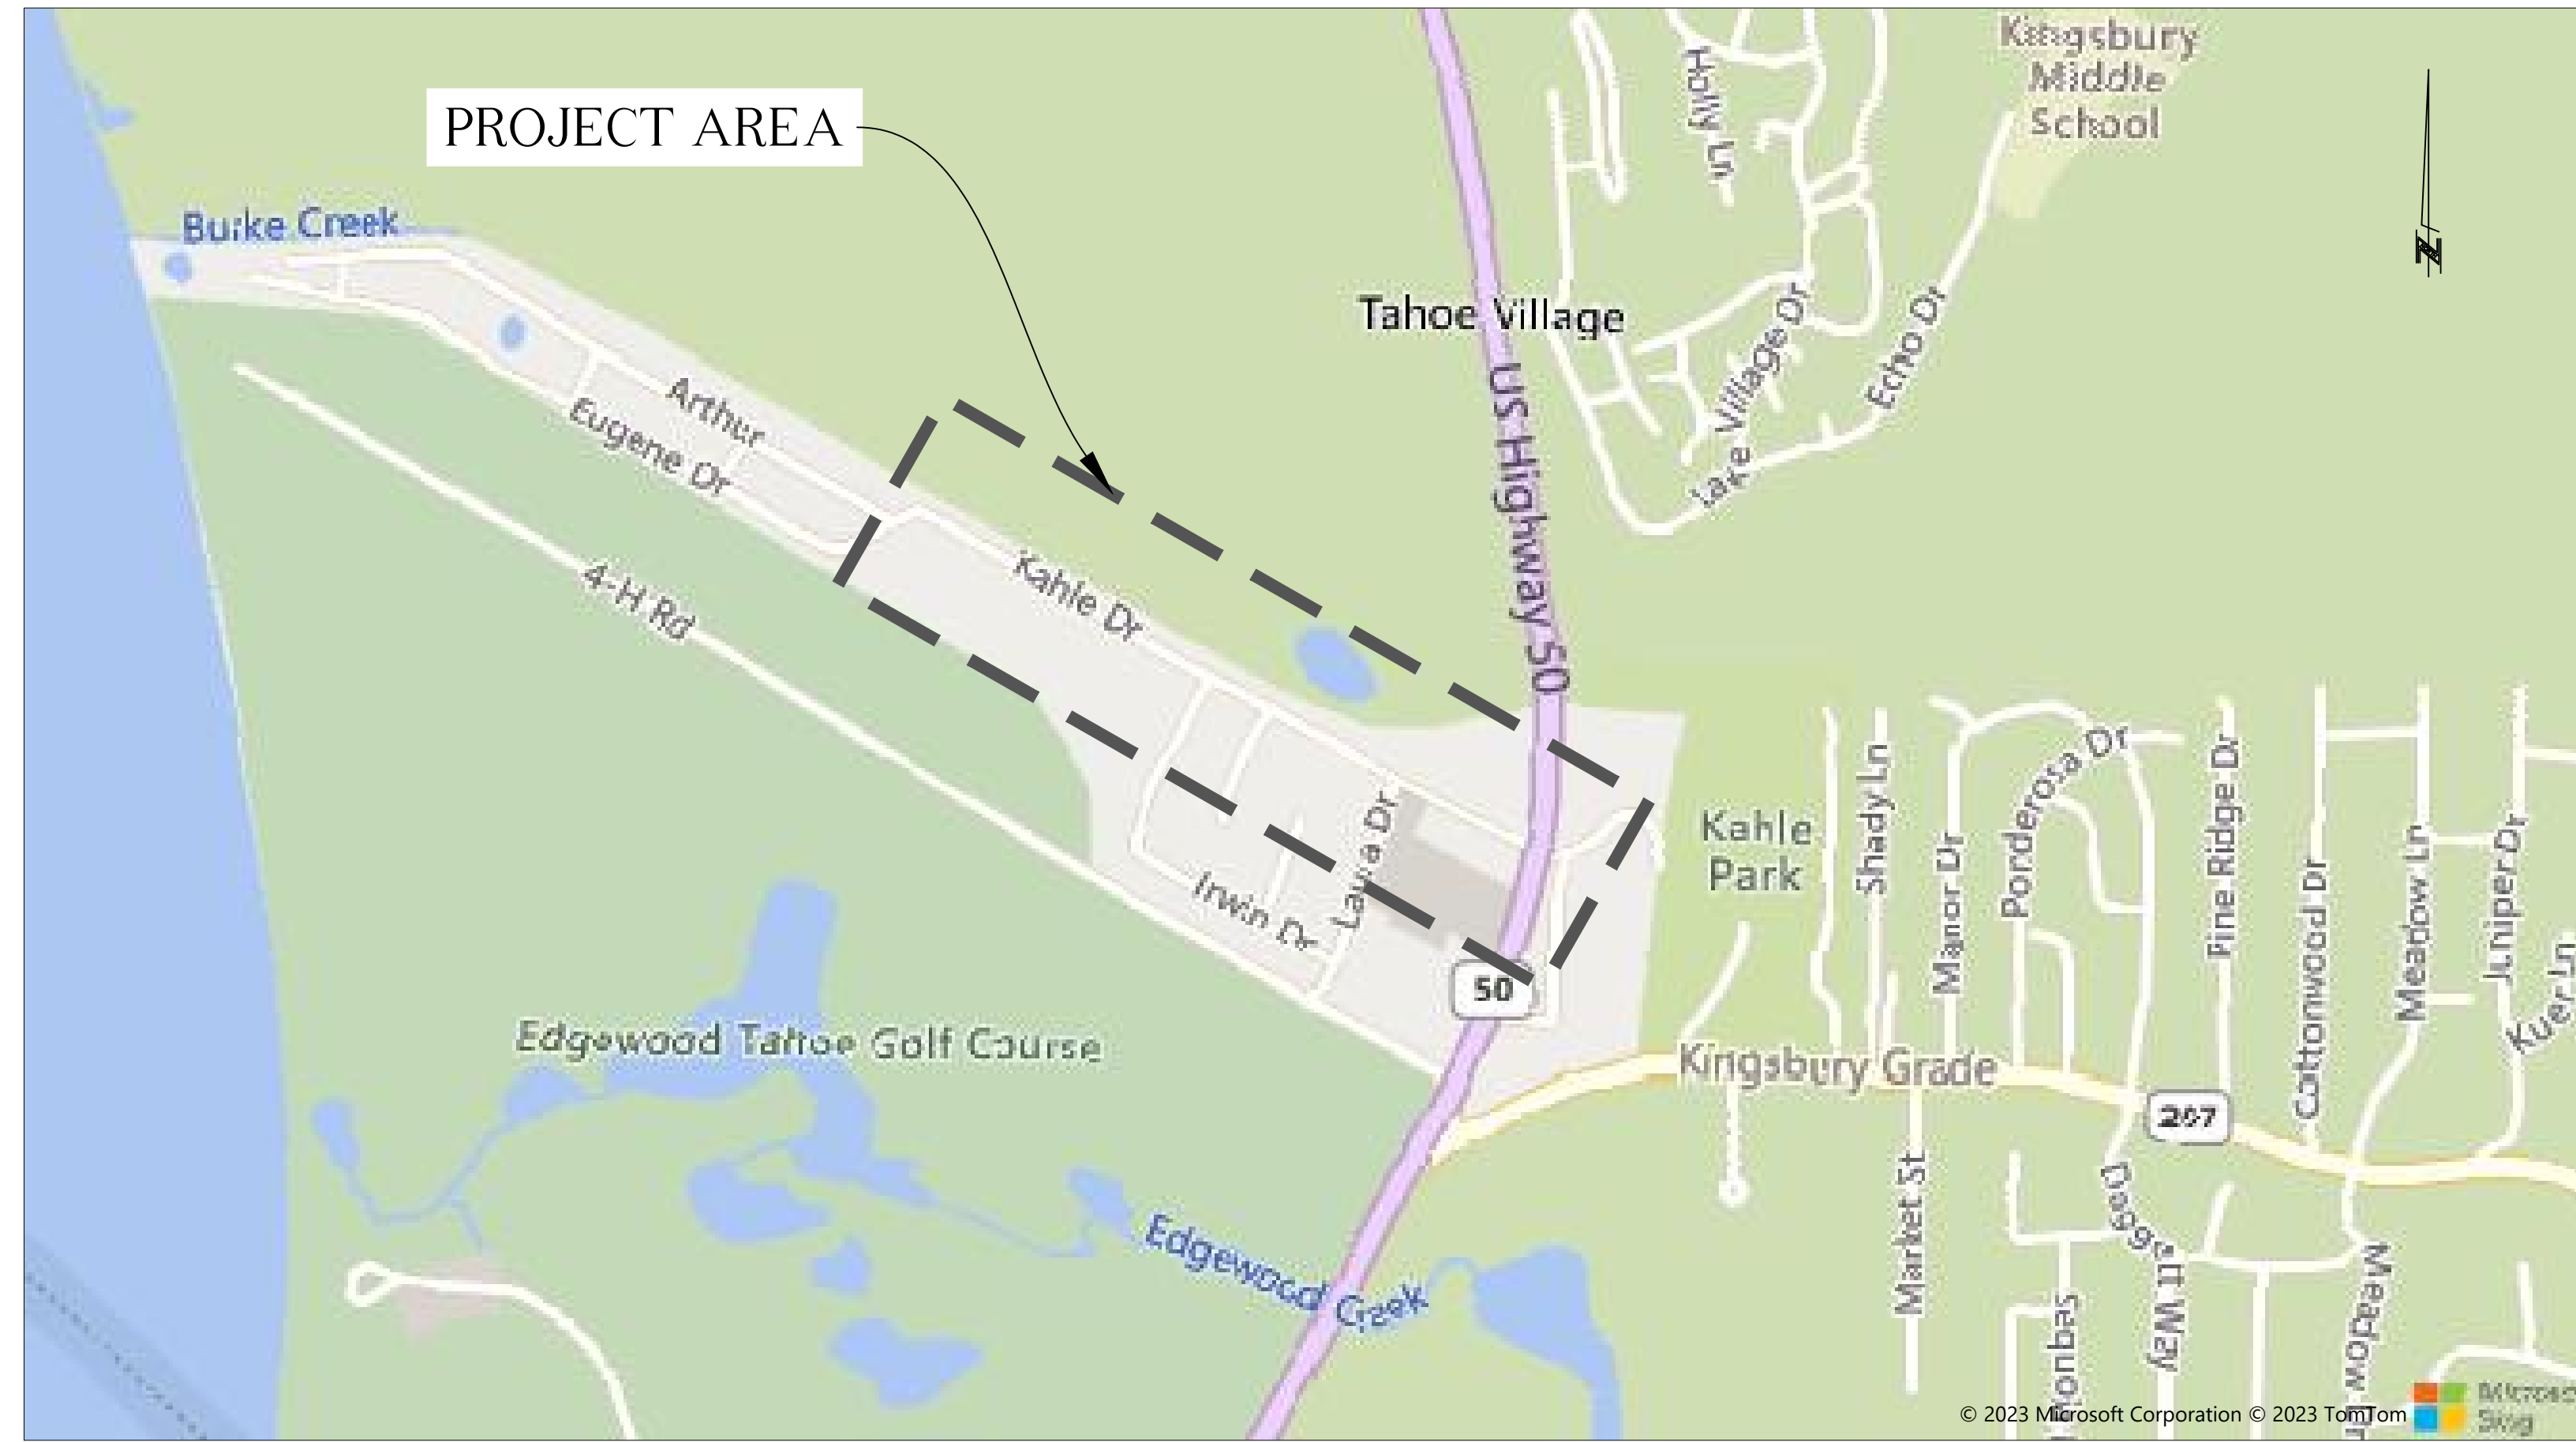 Kingsbury
Middle
School
Holly Ln
PROJECT AREA
N
Burke Creek
Tahoe Village
Lake Village Dr
Echo Dr
US Highway 50
Arthur
Eugene Dr
Kahle Dr
4-H Rd
Kahle
Park
Shady Ln
Manor Dr
Ponderosa Dr
Pine Ridge Dr
Cottonwood Dr
Meadow Ln
Juniper Dr
Laura Dr
Irwin Dr
50
Edgewood Tahoe Golf Course
Kingsbury Grade
207
Market St
Daggett Way
Meadow Ln
Edgewood Creek
© 2023 Microsoft Corporation © 2023 TomTom